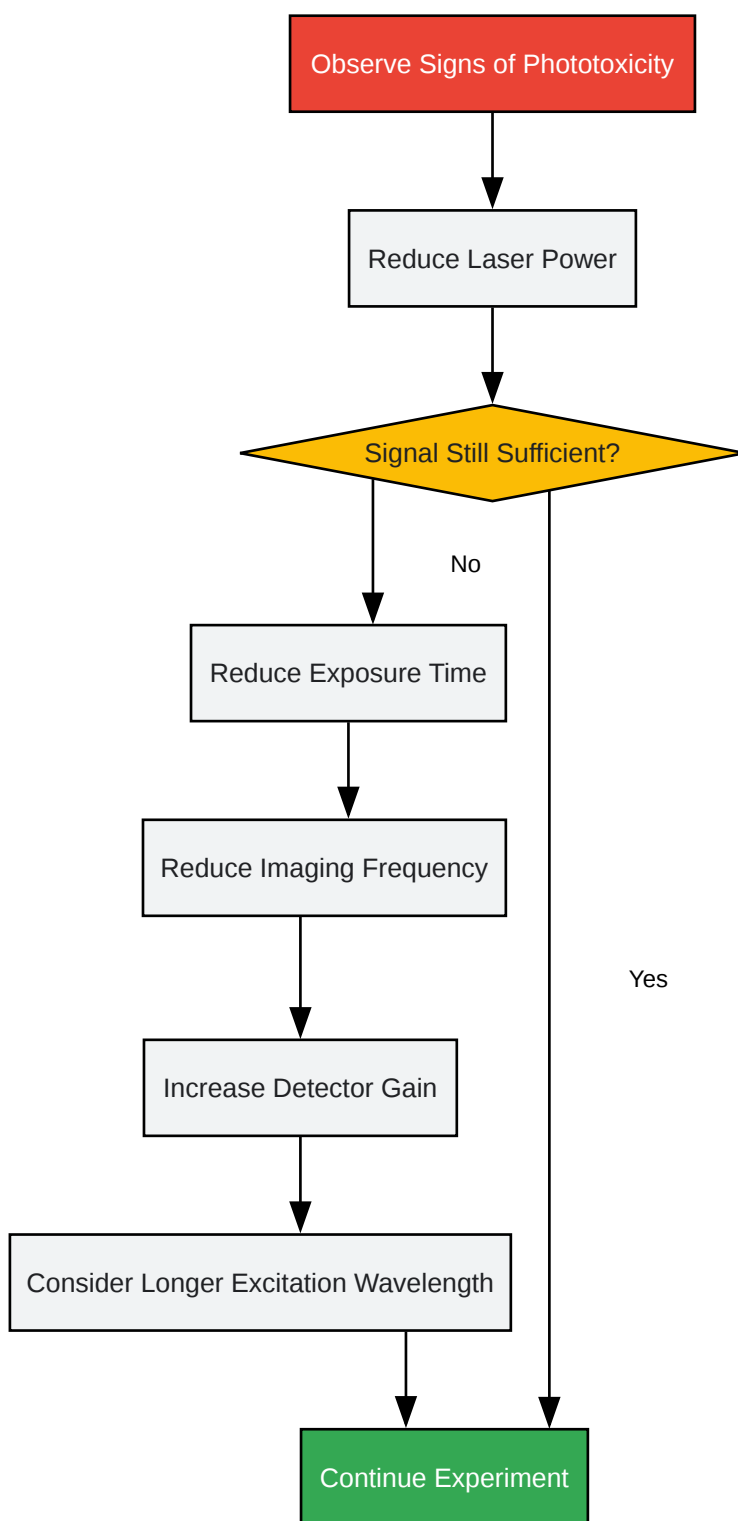 Observe Signs of Phototoxicity
Reduce Laser Power
Signal Still Sufficient?
No
Reduce Exposure Time
Reduce Imaging Frequency
Yes
Increase Detector Gain
Consider Longer Excitation Wavelength
Continue Experiment